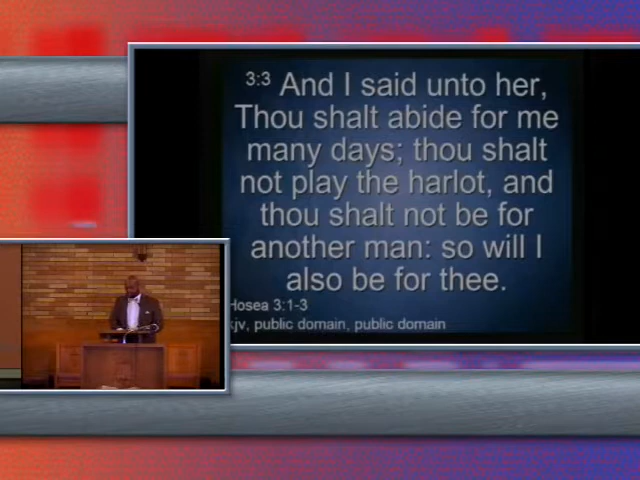 3:3 And I said unto her,
Thou shalt abide for me
many days; thou shalt
not play the harlot, and
thou shalt not be for
another man: so will I
also be for thee.
Hosea 3:1-3
kjv, public domain, public domain